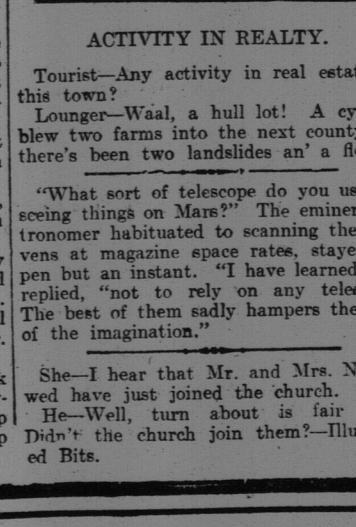 ACTIVITY IN REALTY.
Tourist—Any activity in real estat
this town?
Lounger—Waal, a hull lot! A cy
blew two farms into the next count
there's been two landslides an' a fl
"What sort of telescope do you us
seeing things on Mars?" The eminen
tronomer habituated to scanning the
vens at magazine space rates, staye
pen but an instant. "I have learned
replied, "not to rely on any tele
The best of them sadly hampers the
of the imagination."
She—I hear that Mr. and Mrs. N
wed have just joined the church.
He—Well, turn about is fair
Didn't the church join them?—Illu
ed Bits.